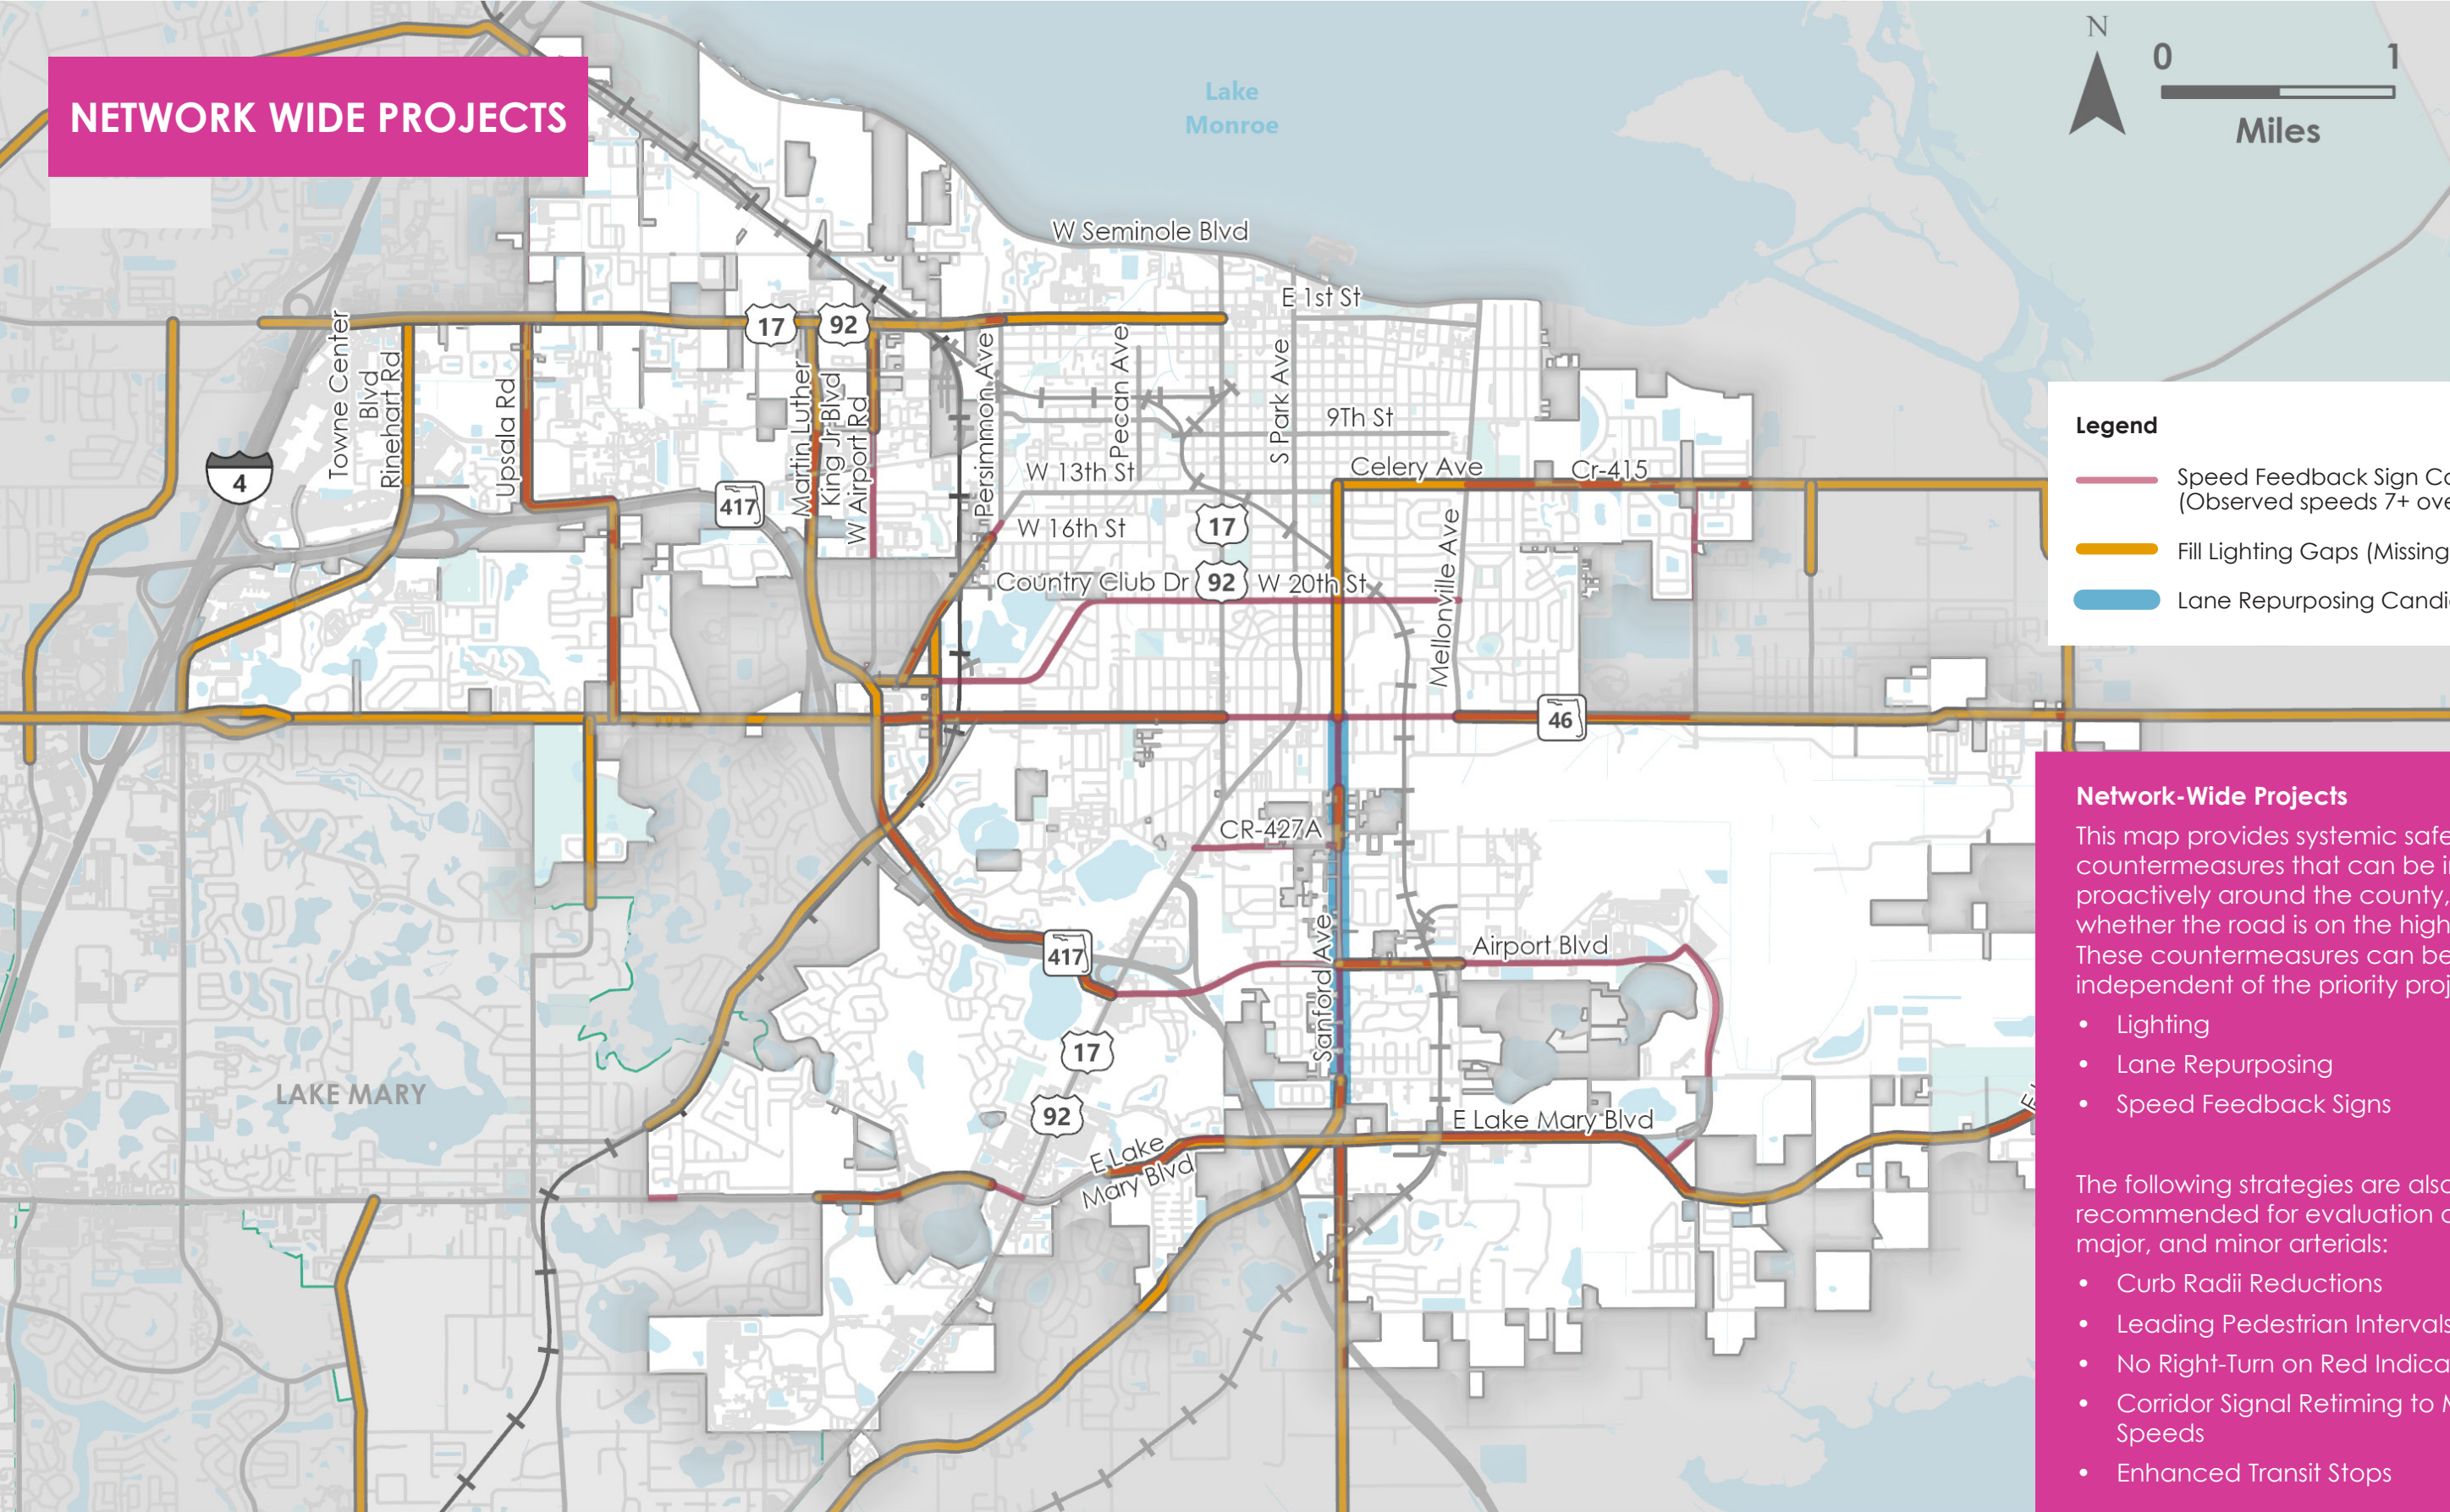 NETWORK WIDE PROJECTS
N
0 1
Miles
Lake
Monroe
W Seminole Blvd
E 1st St
17
92
Towne Center
Blvd
Rinehart Rd
Upsala Rd
Martin Luther
King Jr Blvd
W Airport Rd
Persimmon Ave
Pecan Ave
S Park Ave
9Th St
W 13th St
Celery Ave
Cr-415
4
417
W 16th St
17
Mellonville Ave
Country Club Dr
92
W 20th St
46
CR-427A
Sanford Ave
Airport Blvd
417
17
92
LAKE MARY
E Lake Mary Blvd
E Lake
Mary Blvd
Legend
Speed Feedback Sign Co
(Observed speeds 7+ ove
Fill Lighting Gaps (Missing
Lane Repurposing Candi
Network-Wide Projects
This map provides systemic safe
countermeasures that can be i
proactively around the county,
whether the road is on the high
These countermeasures can be
independent of the priority proj
• Lighting
• Lane Repurposing
• Speed Feedback Signs
The following strategies are also
recommended for evaluation o
major, and minor arterials:
• Curb Radii Reductions
• Leading Pedestrian Intervals
• No Right-Turn on Red Indica
• Corridor Signal Retiming to M
Speeds
• Enhanced Transit Stops